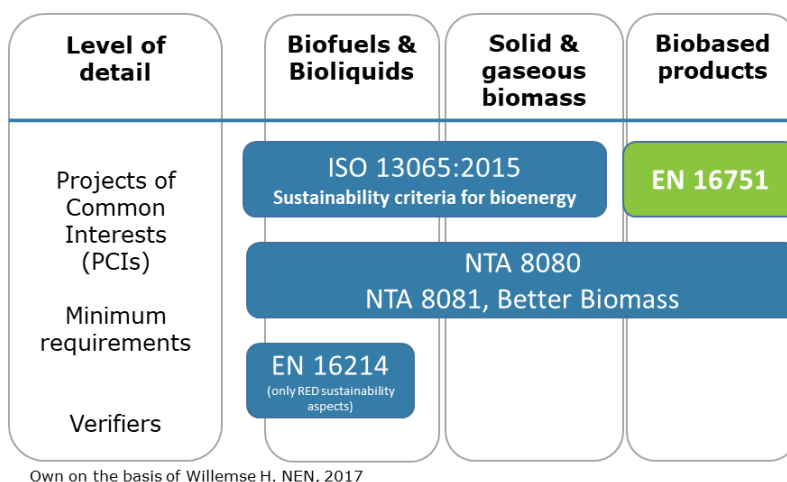 Level of
detail
Biofuels &
Bioliquids
Solid &
gaseous
biomass
Biobased
products
Projects of
Common
Interests
(PCIs)
Minimum
requirements
Verifiers
ISO 13065:2015
Sustainability criteria for bioenergy
EN 16751
NTA 8080
NTA 8081, Better Biomass
EN 16214
(only RED sustainability
aspects)
Own on the basis of Willemse H. NEN, 2017